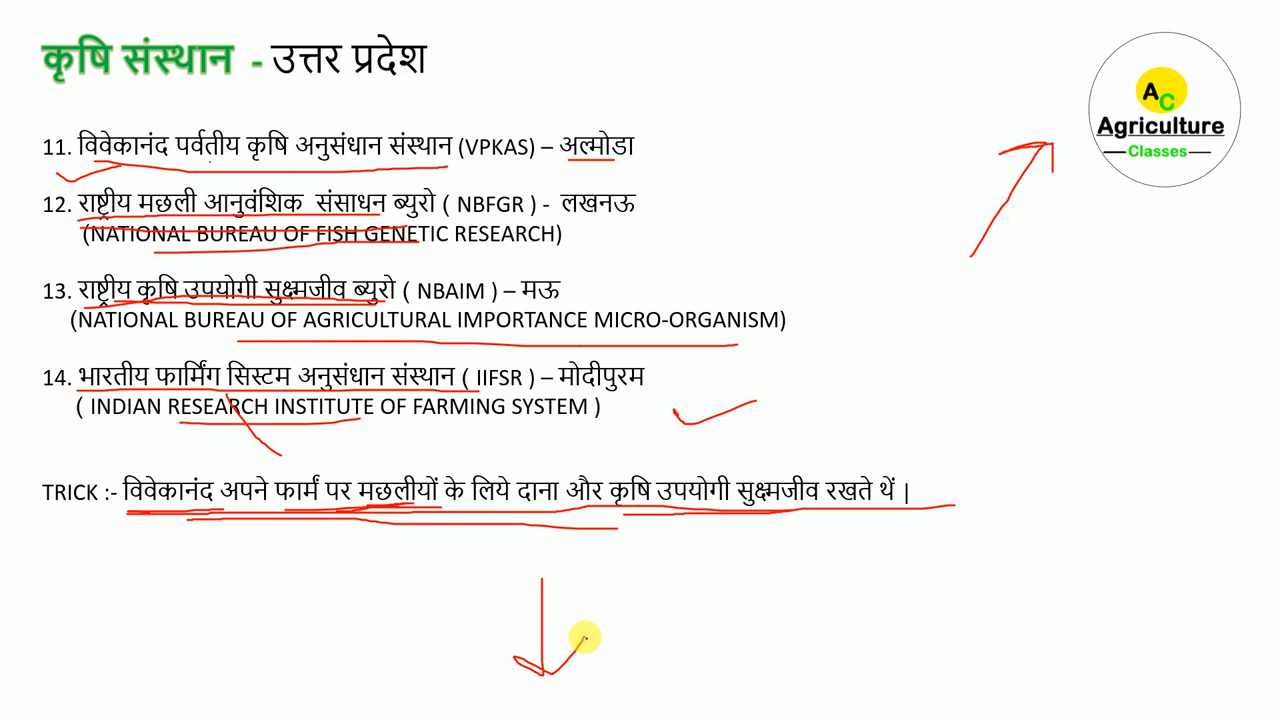 कृषि संस्थान - उत्तर प्रदेश
AC
Agriculture
Classes
11. विवेकानंद पर्वतीय कृषि अनुसंधान संस्थान (VPKAS) – अल्मोडा
12. राष्ट्रीय मछली आनुवंशिक संसाधन ब्युरो ( NBFGR ) - लखनऊ
(NATIONAL BUREAU OF FISH GENETIC RESEARCH)
13. राष्ट्रीय कृषि उपयोगी सुक्ष्मजीव ब्युरो ( NBAIM ) – मऊ
(NATIONAL BUREAU OF AGRICULTURAL IMPORTANCE MICRO-ORGANISM)
14. भारतीय फार्मिंग सिस्टम अनुसंधान संस्थान ( IIFSR ) – मोदीपुरम
( INDIAN RESEARCH INSTITUTE OF FARMING SYSTEM )
TRICK :- विवेकानंद अपने फार्मं पर मछलीयों के लिये दाना और कृषि उपयोगी सुक्ष्मजीव रखते थें |